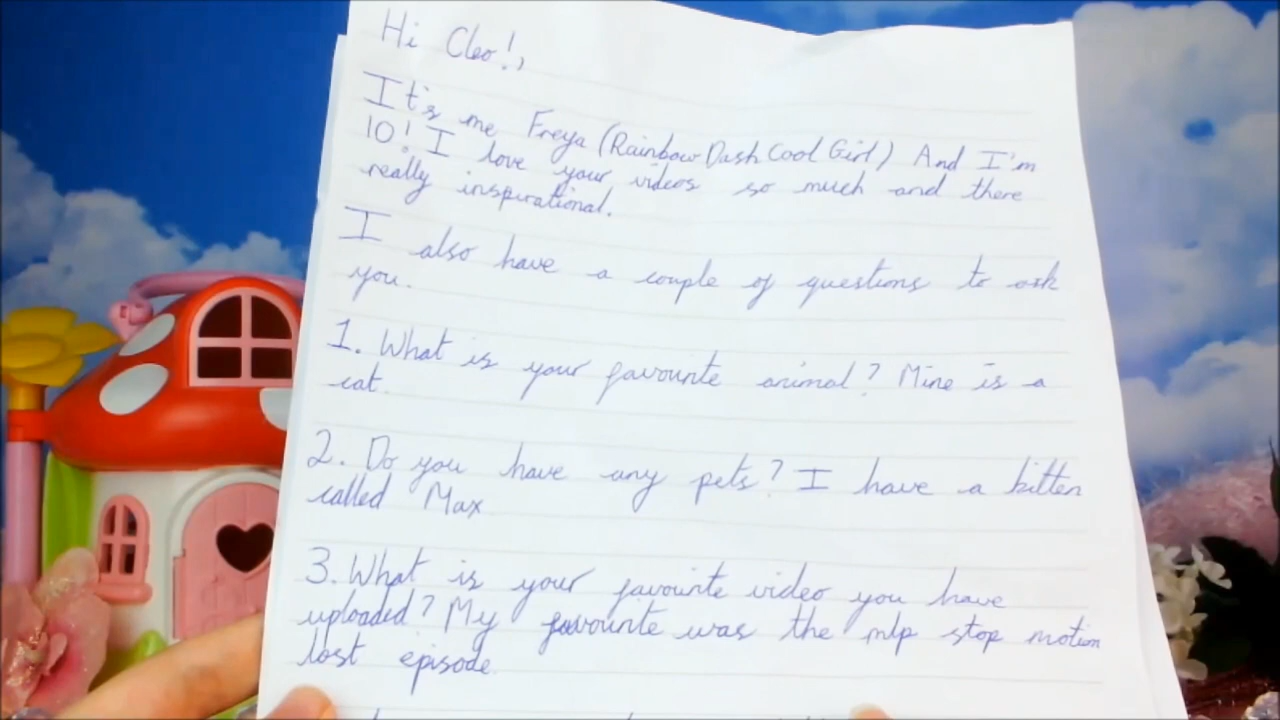 Hi Cleo!,
It's me Freya (RainbowDash Cool Girl) And I'm
10! I love your videos so much and there
really inspirational.
I also have a couple of questions to ask
you.
1. What is your favourite animal? Mine is a
cat.
2. Do you have any pets? I have a kitten
called Max
3. What is your favourite video you have
uploaded? My favourite was the mlp stop motion
lost episode.